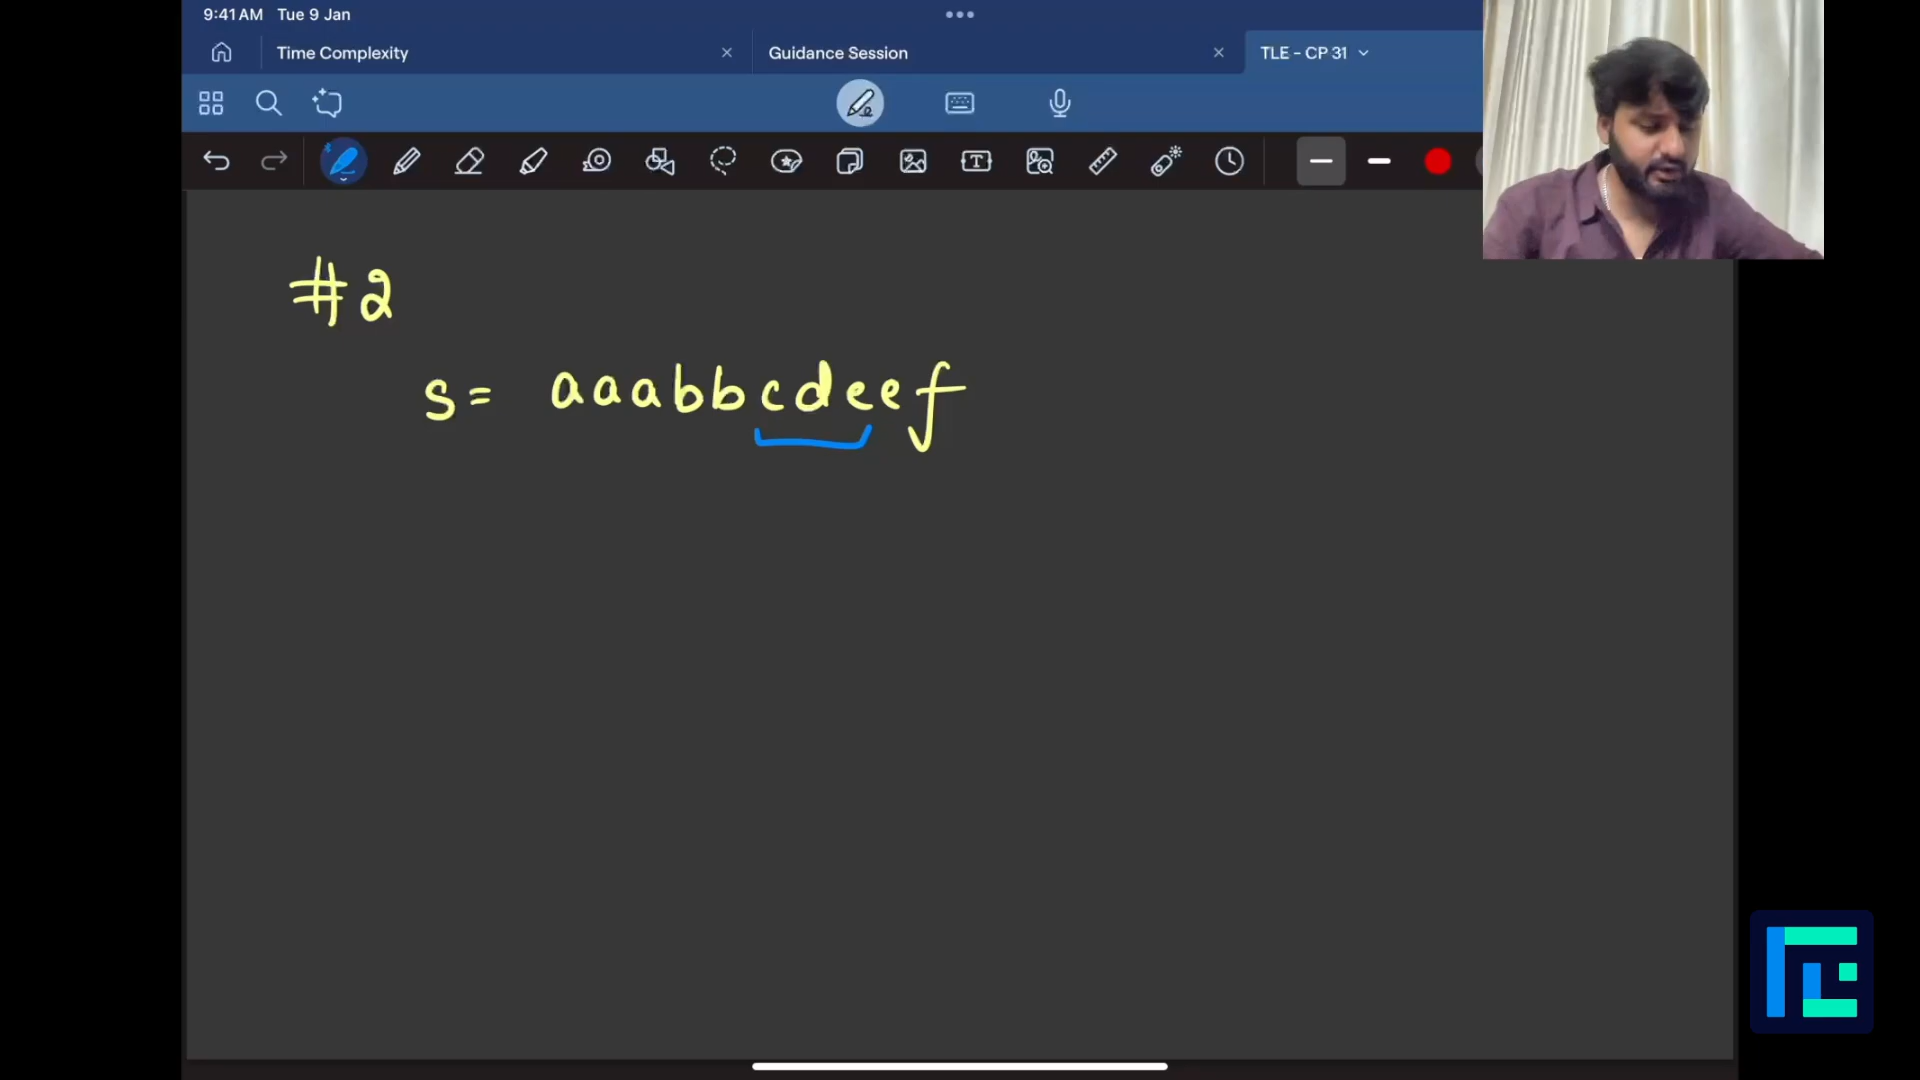 9:41 AM Tue 9 Jan
Time Complexity
Guidance Session
TLE - CP 31
#2
s= aaabbcdeef